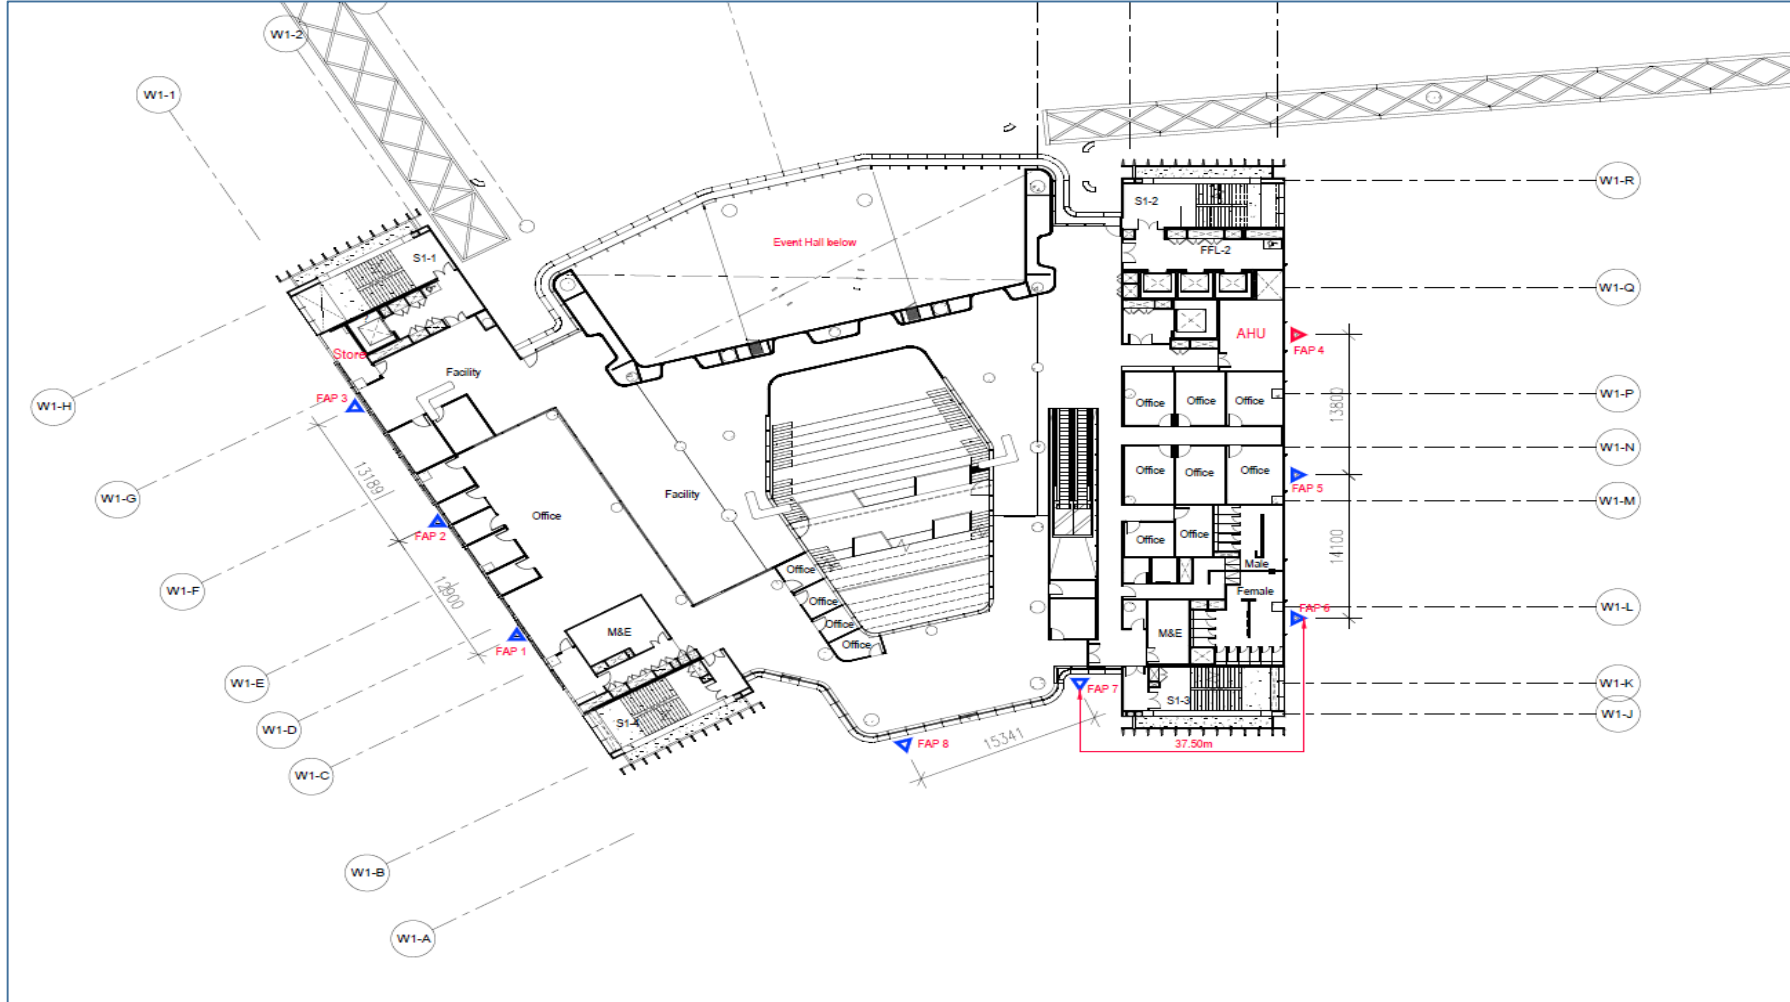 W1-2
W1-1
W1-R
S1-2
Event Hall below
FFL-2
S1-1
W1-Q
AHU
FAP 4
Store
Facility
FAP 3
W1-H
W1-P
Office
Office
Office
13800
W1-N
13189
Facility
Office
Office
Office
FAP 5
W1-G
W1-M
Office
FAP 2
Office
Office
14100
Male
Office
W1-F
12900
Female
Office
FAP 6
W1-L
Office
M&E
M&E
FAP 1
Office
W1-E
FAP 7
W1-K
S1-3
W1-J
S1-4
W1-D
15341
FAP 8
37.50m
W1-C
W1-B
W1-A